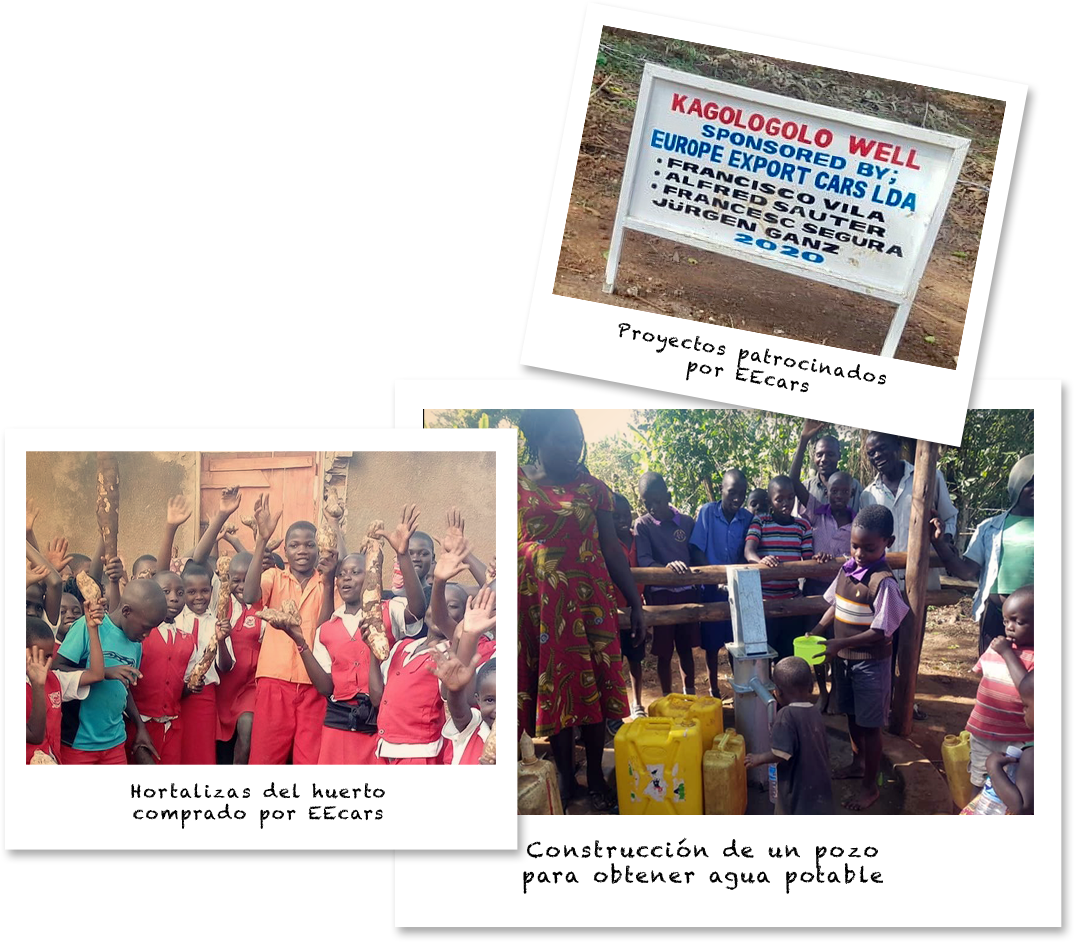 KAGOLOGOLO WELL
SPONSORED BY;
EUROPE EXPORT CARS LDA
• FRANCISCO VILA
• ALFRED SAUTER
• FRANCESC SEGURA
JÜRGEN GANZ
2020
Proyectos patrocinados
por EEcars
Hortalizas del huerto
comprado por EEcars
Construcción de un pozo
para obtener agua potable